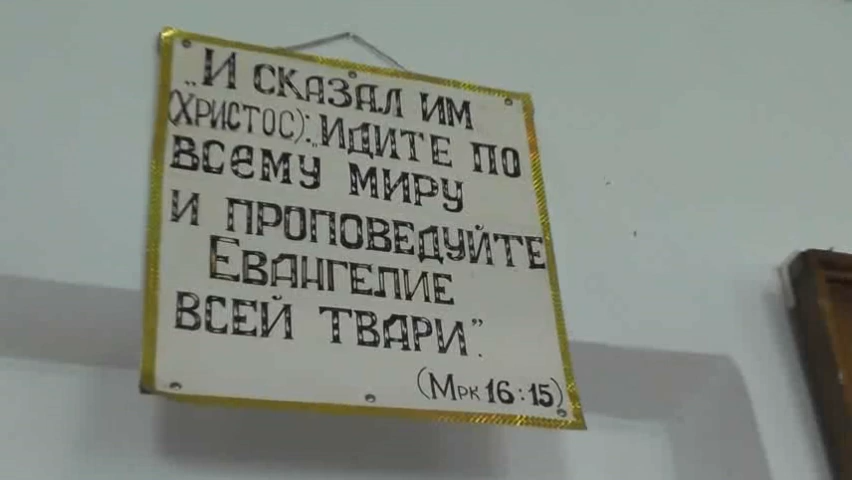 „И СКАЗАЛ ИМ
(ХРИСТОС): „ИДИТЕ ПО
ВСЕМУ МИРУ
И ПРОПОВЕДУЙТЕ
ЕВАНГЕЛИЕ
ВСЕЙ ТВАРИ”.
(МРК 16:15)